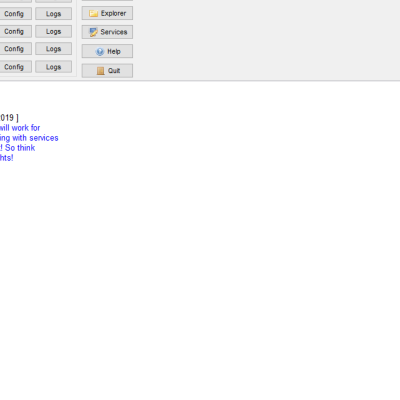 Config Logs Explorer
Config Logs Services
Config Logs Help
Config Logs Quit
2019 ]
will work for
ing with services
! So think
hts!